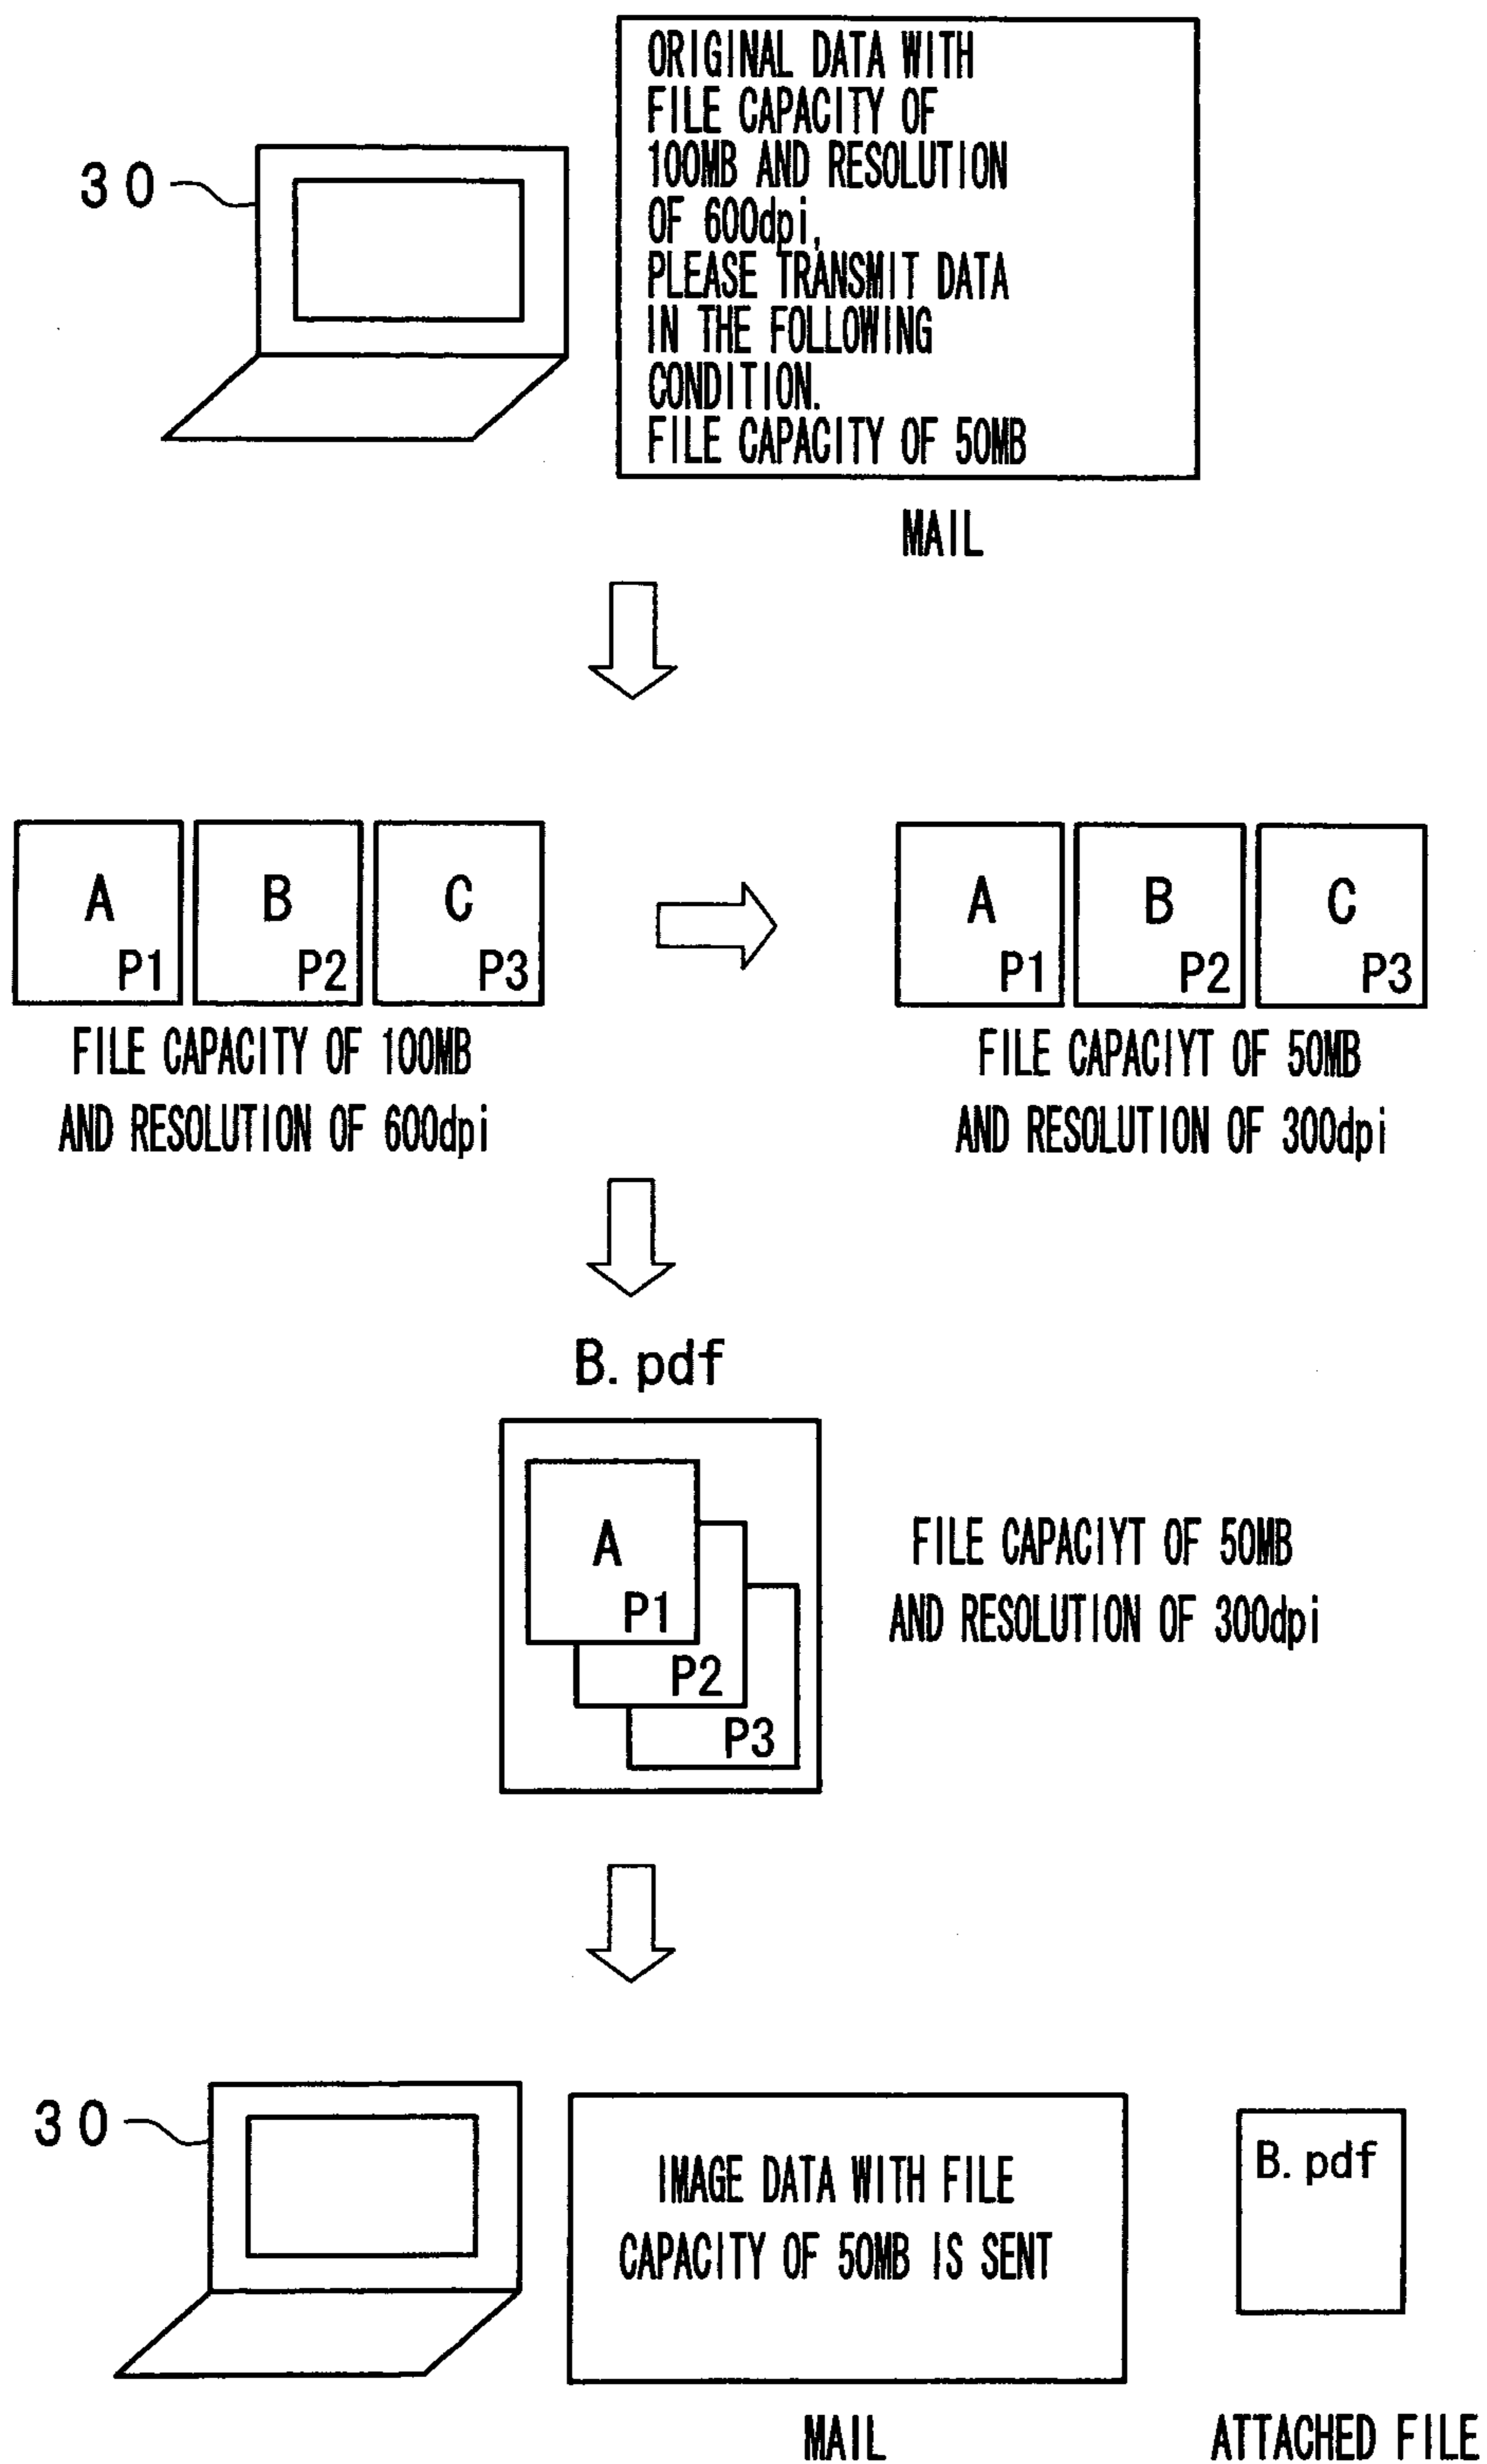 30
ORIGINAL DATA WITH
FILE CAPACITY OF
100MB AND RESOLUTION
OF 600dpi,
PLEASE TRANSMIT DATA
IN THE FOLLOWING
CONDITION.
FILE CAPACITY OF 50MB
MAIL
A
P1
B
P2
C
P3
FILE CAPACITY OF 100MB
AND RESOLUTION OF 600dpi
A
P1
B
P2
C
P3
FILE CAPACIYT OF 50MB
AND RESOLUTION OF 300dpi
B.pdf
A
P1
P2
P3
FILE CAPACIYT OF 50MB
AND RESOLUTION OF 300dpi
30
IMAGE DATA WITH FILE
CAPACITY OF 50MB IS SENT
MAIL
B.pdf
ATTACHED FILE